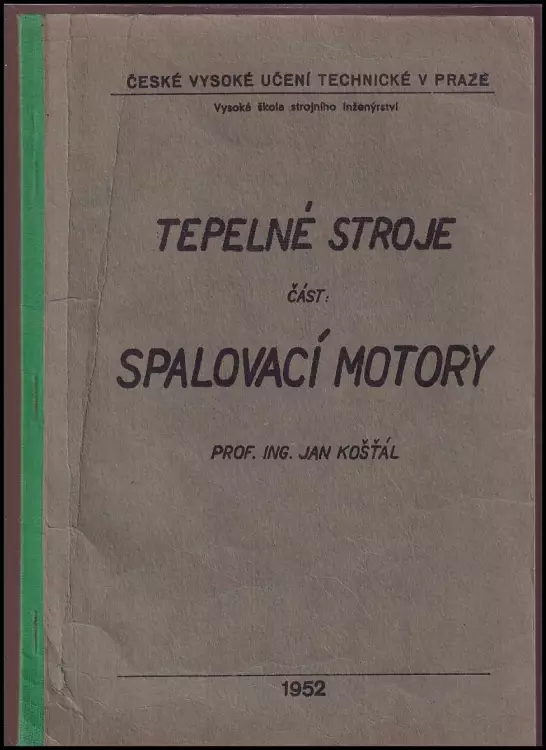 ČESKÉ VYSOKÉ UČENÍ TECHNICKÉ V PRAZE
Vysoká škola strojního inženýrství
TEPELNÉ STROJE
ČÁST:
SPALOVACÍ MOTORY
PROF. ING. JAN KOŠŤÁL
1952